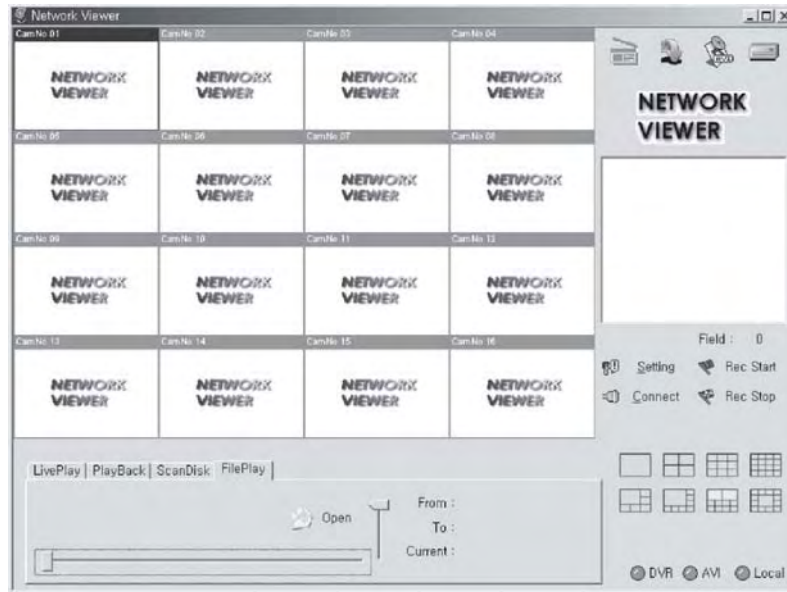 Network Viewer
Cam No 01 Cam No 02 Cam No 03 Cam No 04
NETWORK VIEWER
NETWORK VIEWER
NETWORK VIEWER
NETWORK VIEWER
Cam No 05 Cam No 06 Cam No 07 Cam No 08
NETWORK VIEWER
NETWORK VIEWER
NETWORK VIEWER
NETWORK VIEWER
Cam No 09 Cam No 10 Cam No 11 Cam No 12
NETWORK VIEWER
NETWORK VIEWER
NETWORK VIEWER
NETWORK VIEWER
Cam No 13 Cam No 14 Cam No 15 Cam No 16
NETWORK VIEWER
NETWORK VIEWER
NETWORK VIEWER
NETWORK VIEWER
LivePlay PlayBack ScanDisk FilePlay
Open
From :
To :
Current :
NETWORK
VIEWER
Field : 0
Setting Rec Start
Connect Rec Stop
DVR AVI Local